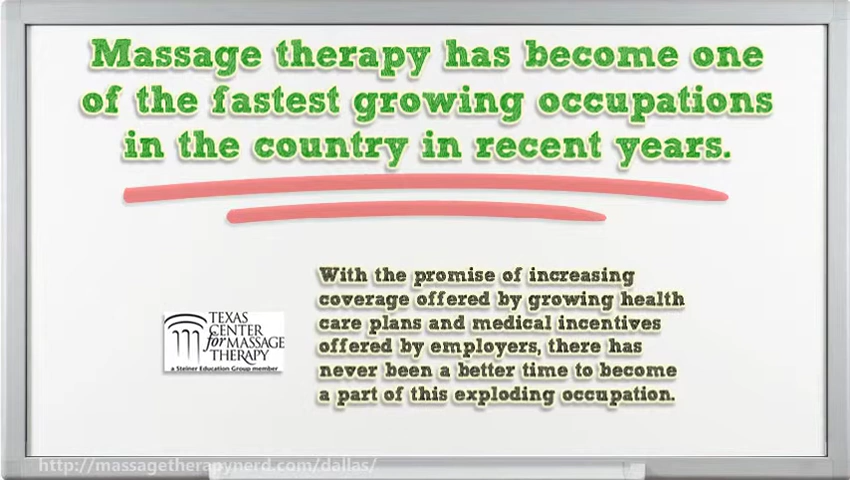 Massage therapy has become one
of the fastest growing occupations
in the country in recent years.
TEXAS
CENTER
for MASSAGE
THERAPY
a Steiner Education Group member
With the promise of increasing
coverage offered by growing health
care plans and medical incentives
offered by employers, there has
never been a better time to become
a part of this exploding occupation.
http://massagetherapynerd.com/dallas/